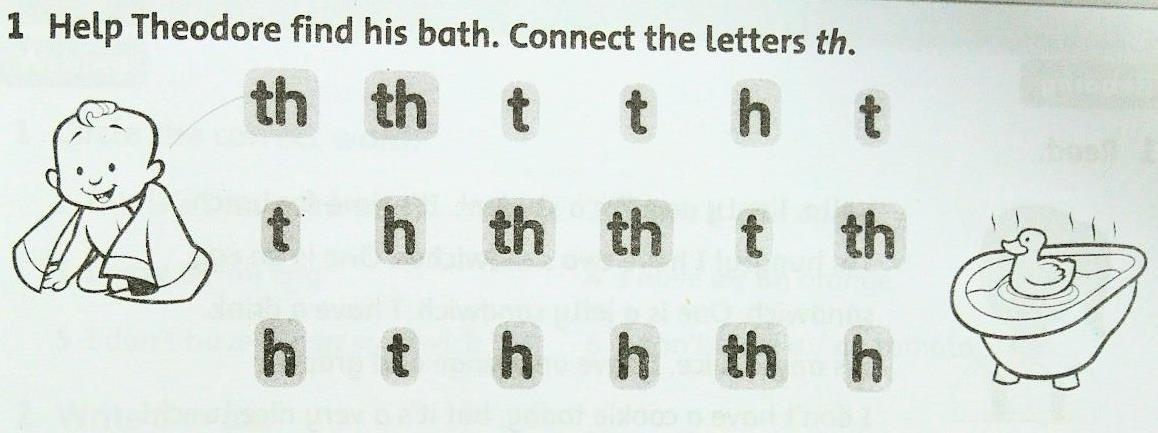 1 Help Theodore find his bath. Connect the letters th.
th th t t h t
t h th th t th
h t h h th h